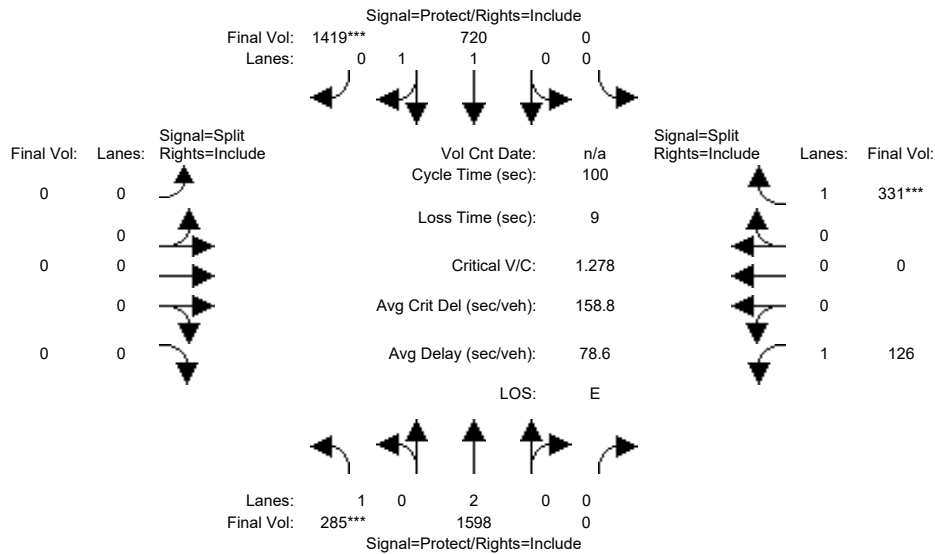 Signal=Protect/Rights=Include
Final Vol: 1419*** 720 0
Lanes: 0 1 1 0 0
Signal=Split
Final Vol: Lanes: Rights=Include
Vol Cnt Date: n/a
Signal=Split
Rights=Include Lanes: Final Vol:
Cycle Time (sec): 100
0 0
1 331***
Loss Time (sec): 9
0
0
0 0
Critical V/C: 1.278
0 0
0
Avg Crit Del (sec/veh): 158.8
0
0 0
Avg Delay (sec/veh): 78.6
1 126
LOS: E
Lanes: 1 0 2 0 0
Final Vol: 285*** 1598 0
Signal=Protect/Rights=Include